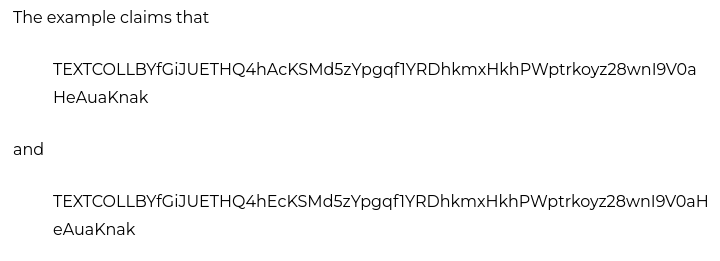 The example claims that
TEXTCOLLBYfGiJUETHQ4hAcKSMd5zYpgqf1YRDhkmxHkhPWptrkoyz28wnI9V0a
HeAuaKnak
and
TEXTCOLLBYfGiJUETHQ4hEcKSMd5zYpgqf1YRDhkmxHkhPWptrkoyz28wnI9V0aH
eAuaKnak